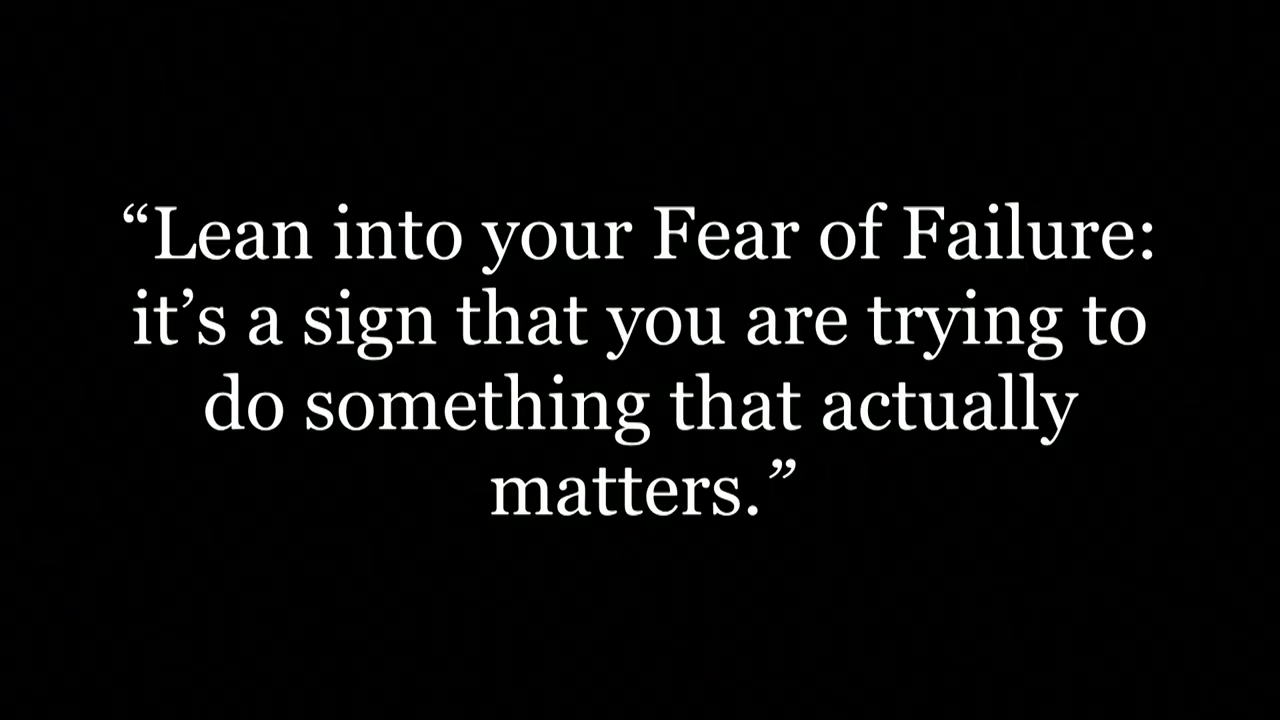 “Lean into your Fear of Failure:
it’s a sign that you are trying to
do something that actually
matters.”